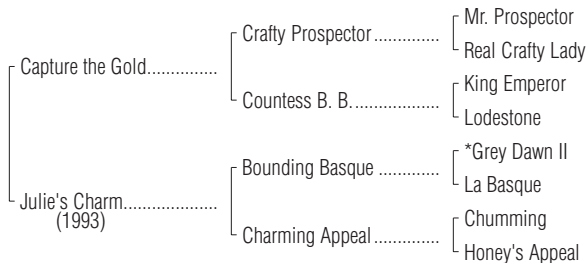 Mr. Prospector
Crafty Prospector ..............
Real Crafty Lady
Capture the Gold...............
King Emperor
Countess B. B. ..................
Lodestone
*Grey Dawn II
Bounding Basque .............
La Basque
Julie's Charm....................
(1993)
Chumming
Charming Appeal..............
Honey's Appeal